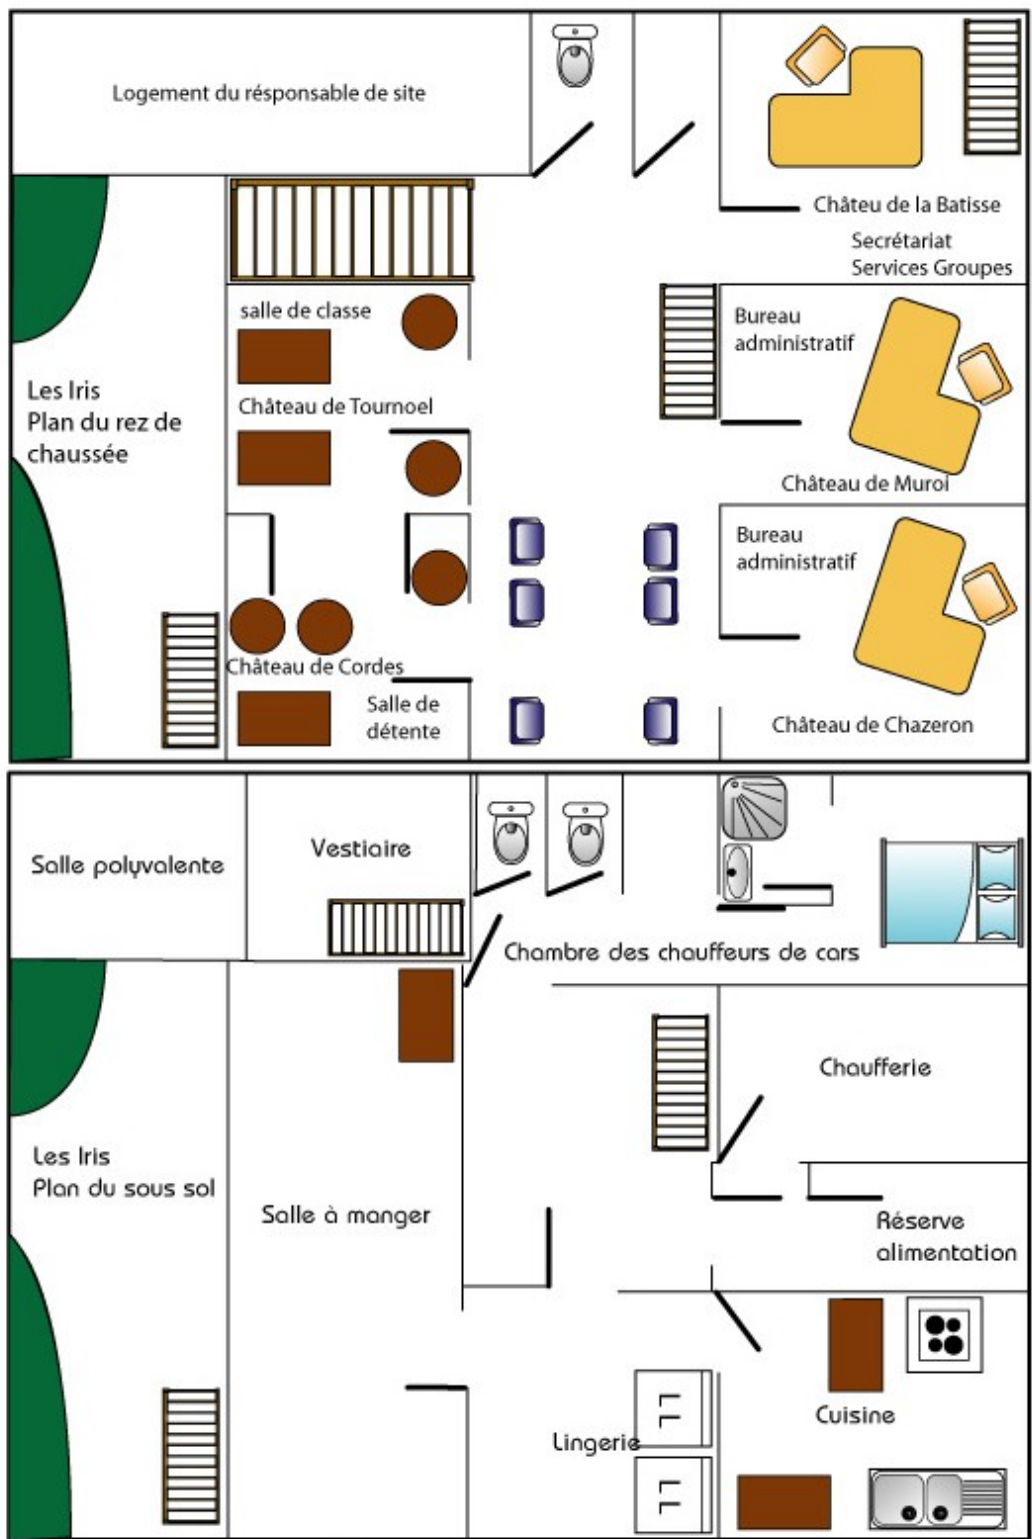 Logement du résponsable de site
Châteu de la Batisse
Secrétariat
Services Groupes
salle de classe
Château de Tournoel
Bureau
administratif
Château de Murol
Les Iris
Plan du rez de
chaussée
Bureau
administratif
Château de Chazeron
Château de Cordes
Salle de
détente
Salle polyvalente
Vestiaire
Chambre des chauffeurs de cars
Chaufferie
Les Iris
Plan du sous sol
Salle à manger
Réserve
alimentation
Cuisine
Lingerie